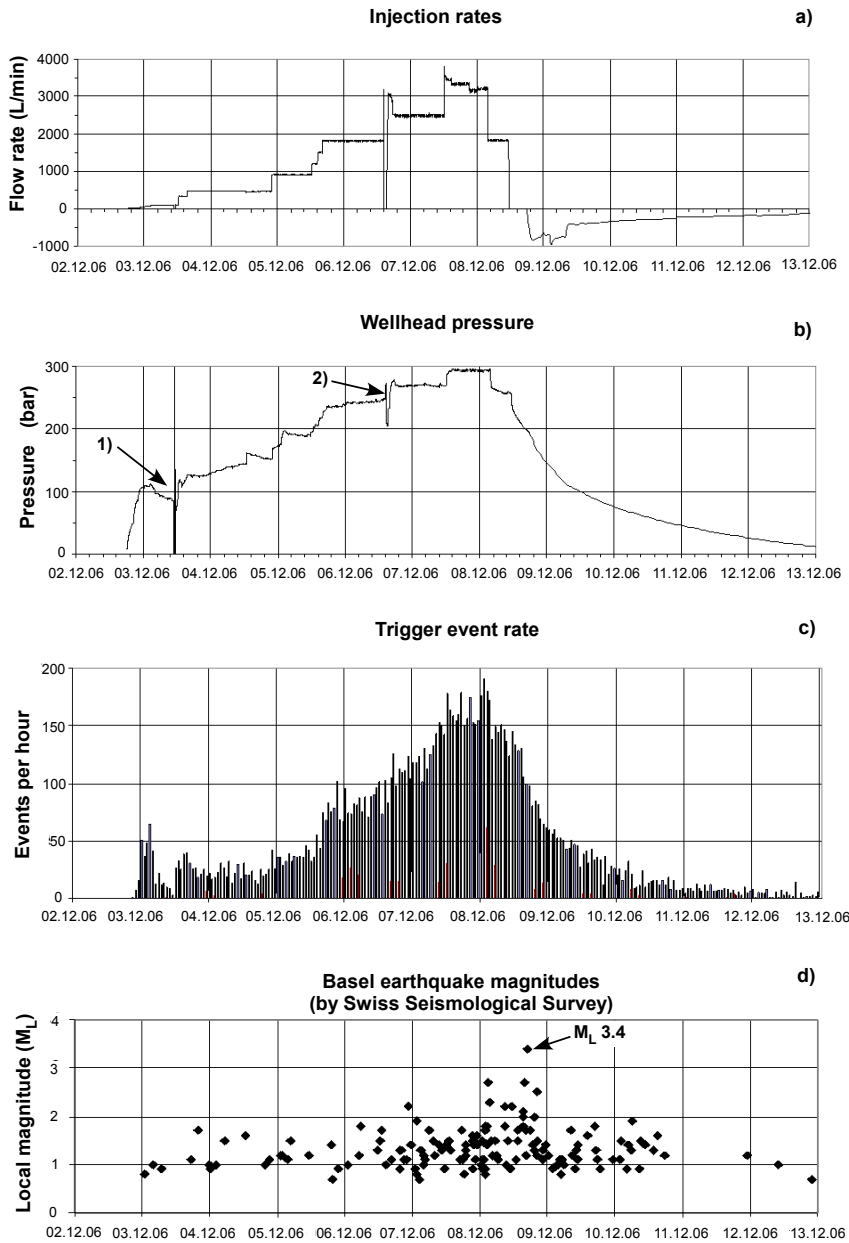 Injection rates
a)
Flow rate (L/min)
4000
3000
2000
1000
0
-1000
02.12.06 03.12.06 04.12.06 05.12.06 06.12.06 07.12.06 08.12.06 09.12.06 10.12.06 11.12.06 12.12.06 13.12.06
Wellhead pressure
b)
Pressure (bar)
300
200
100
0
1)
2)
02.12.06 03.12.06 04.12.06 05.12.06 06.12.06 07.12.06 08.12.06 09.12.06 10.12.06 11.12.06 12.12.06 13.12.06
Trigger event rate
c)
Events per hour
200
150
100
50
0
02.12.06 03.12.06 04.12.06 05.12.06 06.12.06 07.12.06 08.12.06 09.12.06 10.12.06 11.12.06 12.12.06 13.12.06
Basel earthquake magnitudes
(by Swiss Seismological Survey)
d)
Local magnitude (ML)
4
3
2
1
0
ML 3.4
02.12.06 03.12.06 04.12.06 05.12.06 06.12.06 07.12.06 08.12.06 09.12.06 10.12.06 11.12.06 12.12.06 13.12.06